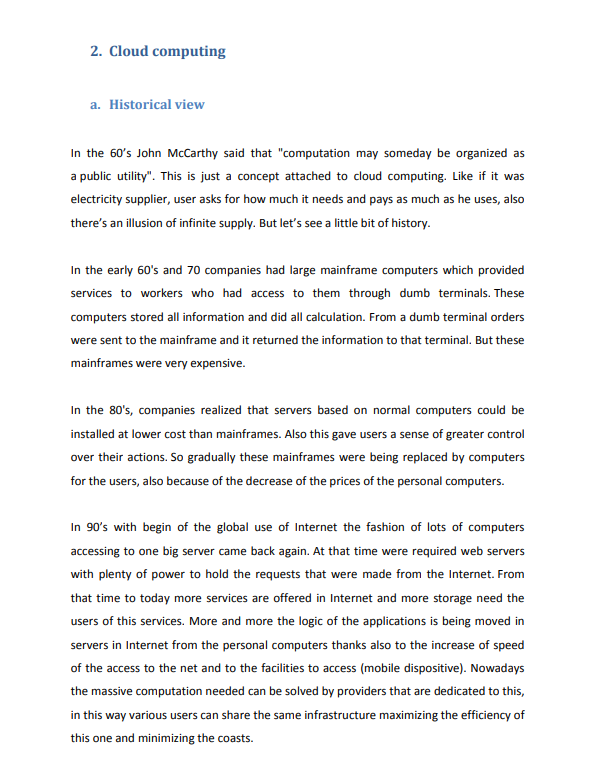 2. Cloud computing
a. Historical view
In the 60’s John McCarthy said that "computation may someday be organized as
a public utility". This is just a concept attached to cloud computing. Like if it was
electricity supplier, user asks for how much it needs and pays as much as he uses, also
there’s an illusion of infinite supply. But let’s see a little bit of history.
In the early 60's and 70 companies had large mainframe computers which provided
services to workers who had access to them through dumb terminals. These
computers stored all information and did all calculation. From a dumb terminal orders
were sent to the mainframe and it returned the information to that terminal. But these
mainframes were very expensive.
In the 80's, companies realized that servers based on normal computers could be
installed at lower cost than mainframes. Also this gave users a sense of greater control
over their actions. So gradually these mainframes were being replaced by computers
for the users, also because of the decrease of the prices of the personal computers.
In 90’s with begin of the global use of Internet the fashion of lots of computers
accessing to one big server came back again. At that time were required web servers
with plenty of power to hold the requests that were made from the Internet. From
that time to today more services are offered in Internet and more storage need the
users of this services. More and more the logic of the applications is being moved in
servers in Internet from the personal computers thanks also to the increase of speed
of the access to the net and to the facilities to access (mobile dispositive). Nowadays
the massive computation needed can be solved by providers that are dedicated to this,
in this way various users can share the same infrastructure maximizing the efficiency of
this one and minimizing the coasts.